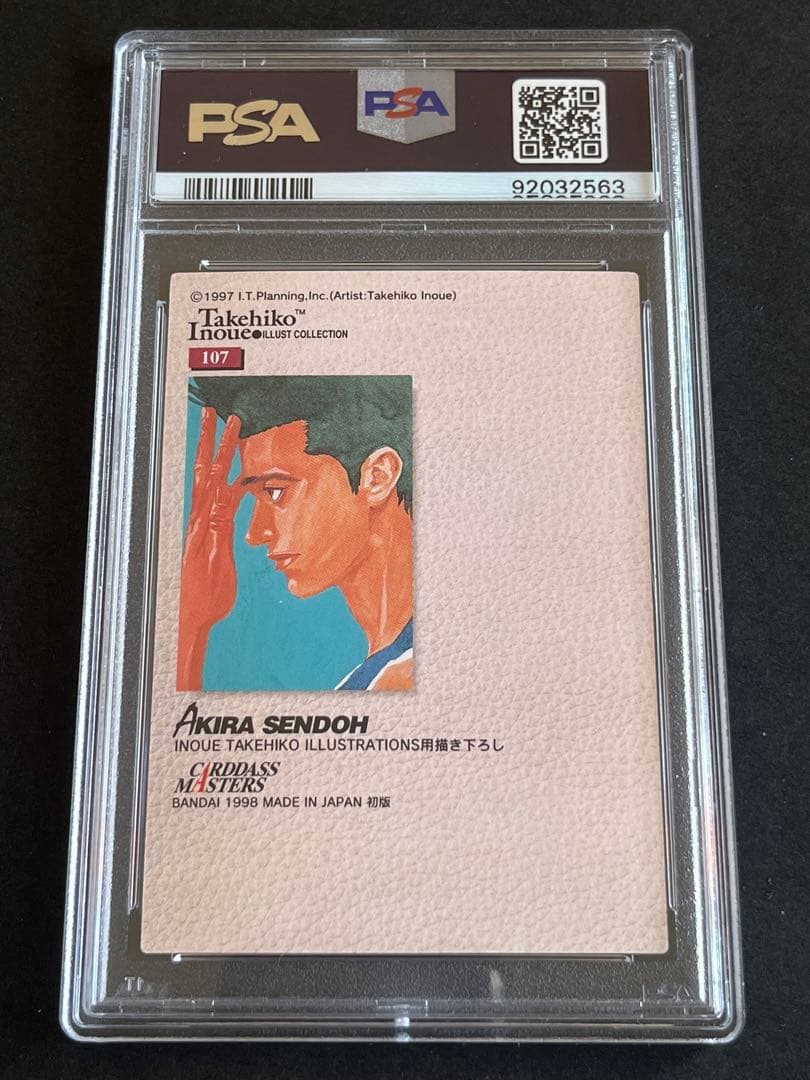 PSA
PSA
92032563
©1997 I.T.Planning,Inc.(Artist:Takehiko Inoue)
Takehiko™
Inoue●ILLUST COLLECTION
107
AKIRA SENDOH
INOUE TAKEHIKO ILLUSTRATIONS用描き下ろし
CARDDASS
MASTERS
BANDAI 1998 MADE IN JAPAN 初版